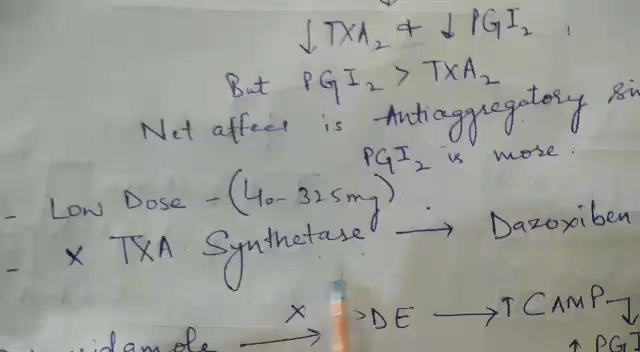 ↓ TXA₂ & ↓ PGI₂
But PGI₂ > TXA₂
Net affect is Antiaggregatory
PGI₂ is more.
- Low Dose - (40-325mg)
- x TXA Synthetase → Dazoxiben
x DE → ↑ CAMP
↑ PGI